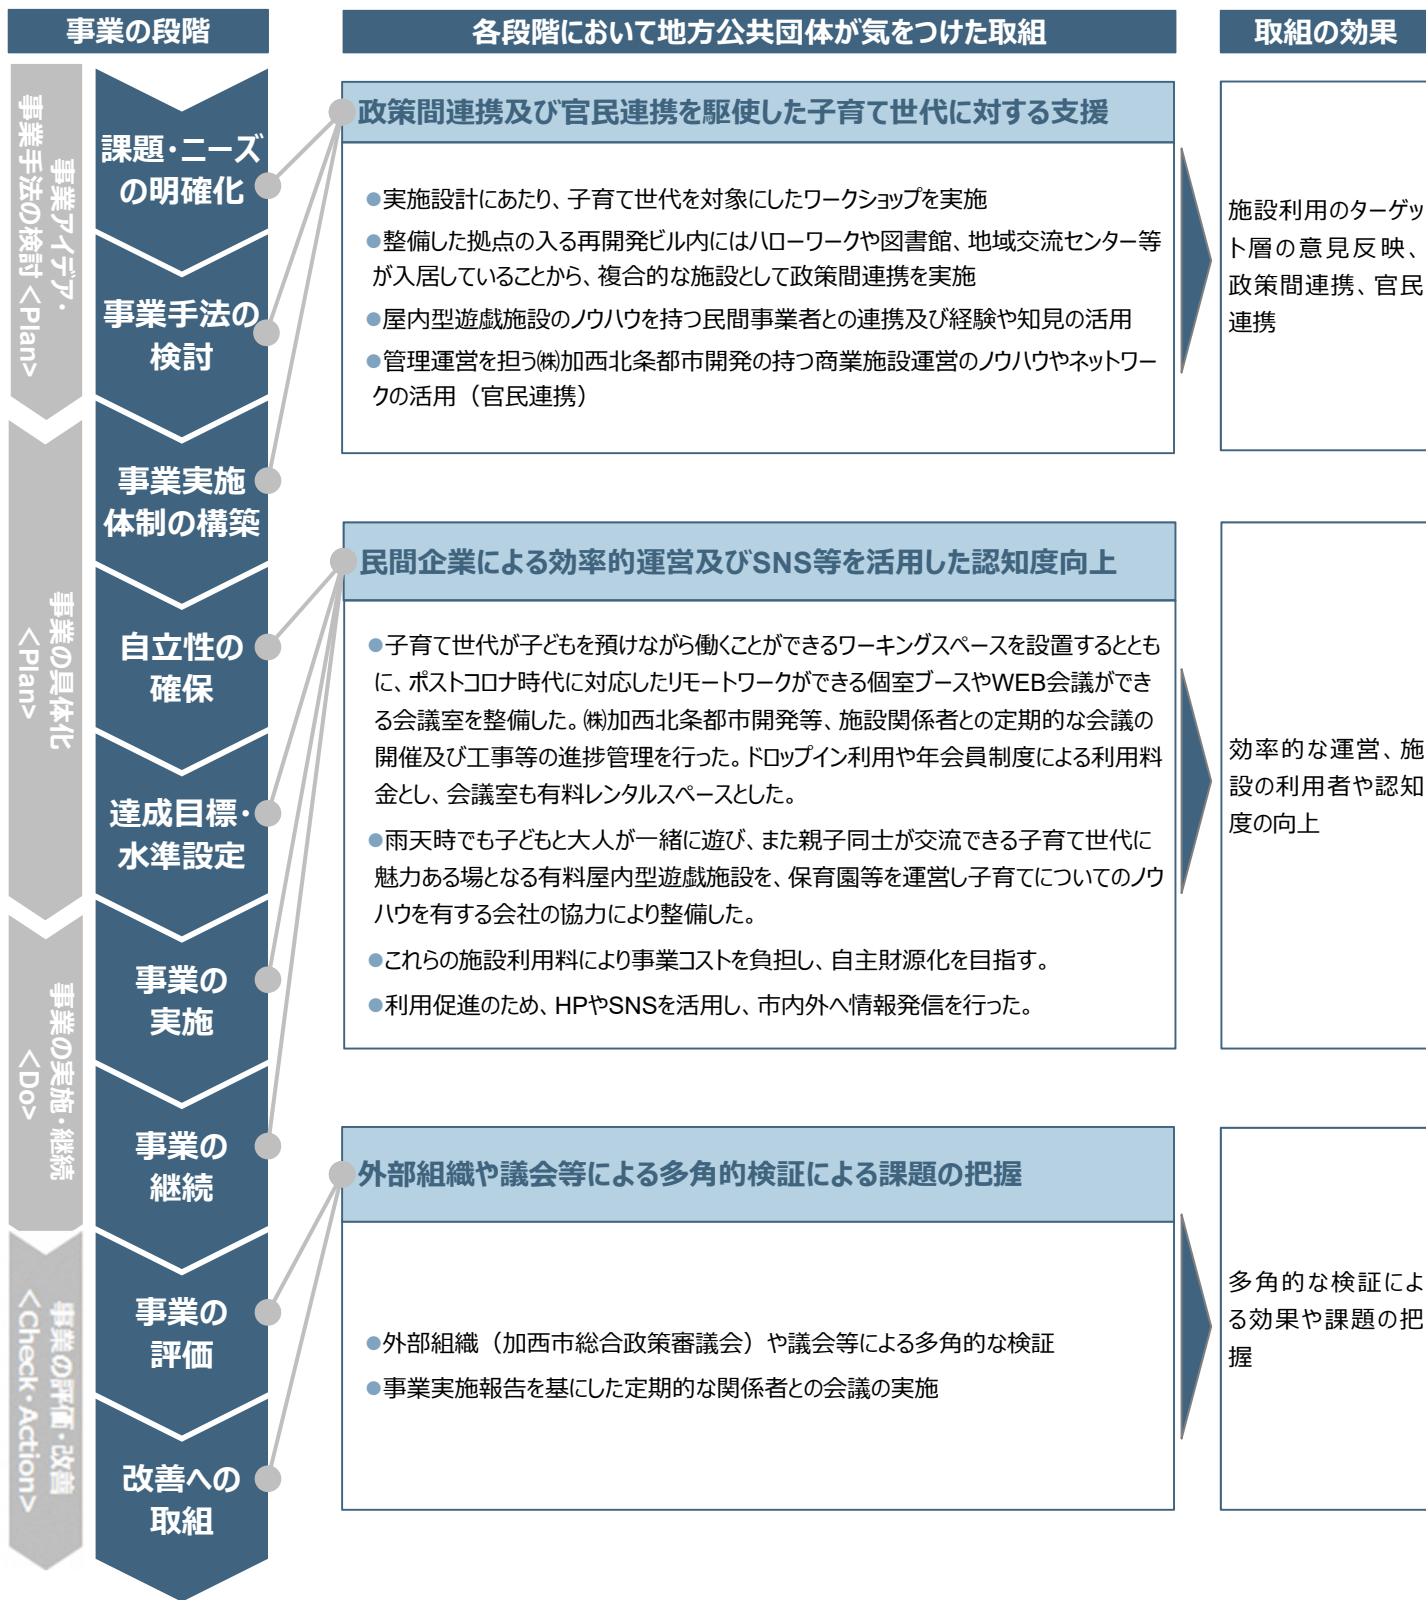 事業の段階
各段階において地方公共団体が気をつけた取組
取組の効果
事業アイデア・
事業手法の検討 <Plan>
事業の具体化
<Plan>
事業の実施・継続
<Do>
事業の評価・改善
<Check・Action>
課題・ニーズ
の明確化
事業手法の
検討
事業実施
体制の構築
自立性の
確保
達成目標・
水準設定
事業の
実施
事業の
継続
事業の
評価
改善への
取組
政策間連携及び官民連携を駆使した子育て世代に対する支援
●実施設計にあたり、子育て世代を対象にしたワークショップを実施
●整備した拠点の入る再開発ビル内にはハローワークや図書館、地域交流センター等
が入居していることから、複合的な施設として政策間連携を実施
●屋内型遊戯施設のノウハウを持つ民間事業者との連携及び経験や知見の活用
●管理運営を担う㈱加西北条都市開発の持つ商業施設運営のノウハウやネットワー
クの活用（官民連携）
施設利用のターゲッ
ト層の意見反映、
政策間連携、官民
連携
民間企業による効率的運営及びSNS等を活用した認知度向上
●子育て世代が子どもを預けながら働くことができるワーキングスペースを設置するととも
に、ポストコロナ時代に対応したリモートワークができる個室ブースやWEB会議ができ
る会議室を整備した。㈱加西北条都市開発等、施設関係者との定期的な会議の
開催及び工事等の進捗管理を行った。ドロップイン利用や年会員制度による利用料
金とし、会議室も有料レンタルスペースとした。
●雨天時でも子どもと大人が一緒に遊び、また親子同士が交流できる子育て世代に
魅力ある場となる有料屋内型遊戯施設を、保育園等を運営し子育てについてのノウ
ハウを有する会社の協力により整備した。
●これらの施設利用料により事業コストを負担し、自主財源化を目指す。
●利用促進のため、HPやSNSを活用し、市内外へ情報発信を行った。
効率的な運営、施
設の利用者や認知
度の向上
外部組織や議会等による多角的検証による課題の把握
●外部組織（加西市総合政策審議会）や議会等による多角的な検証
●事業実施報告を基にした定期的な関係者との会議の実施
多角的な検証によ
る効果や課題の把
握